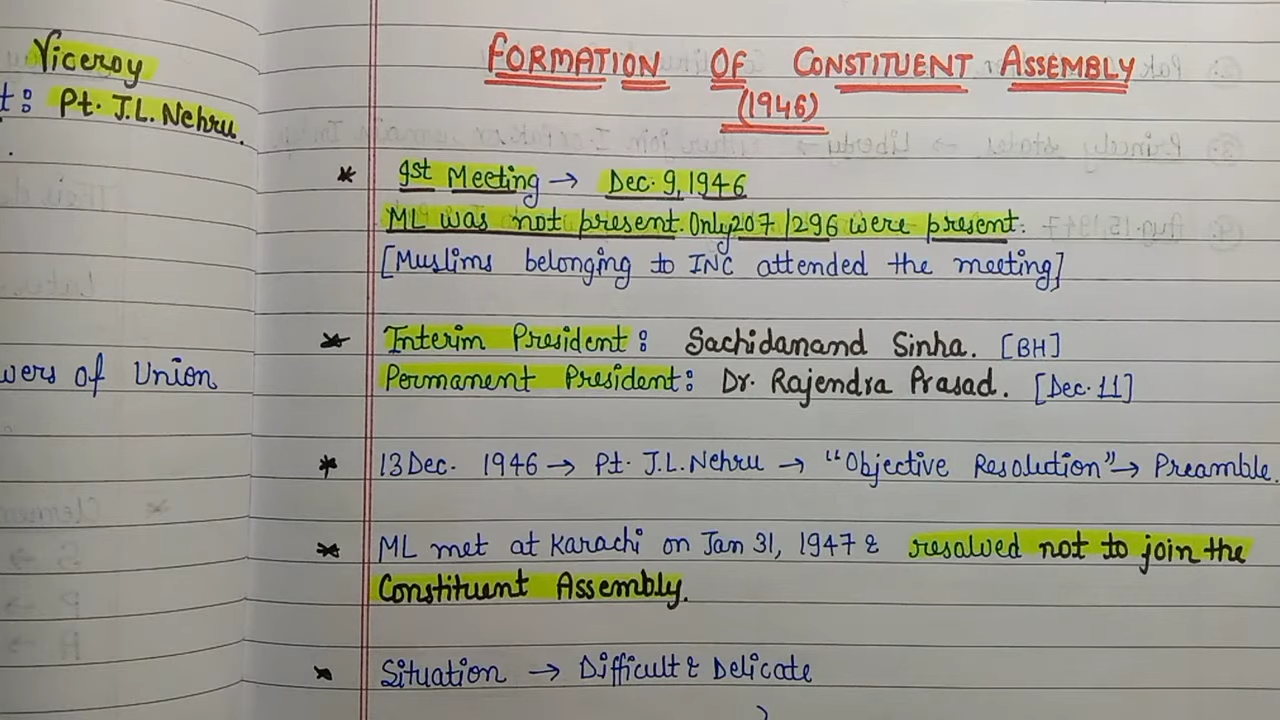 Viceroy
t: Pt. J.L. Nehru.
wers of Union
FORMATION OF CONSTITUENT ASSEMBLY
(1946)
* 1st Meeting → Dec. 9, 1946
ML was not present. Only 207/296 were present.
[Muslims belonging to INC attended the meeting]
* Interim President: Sachidanand Sinha. [BH]
Permanent President: Dr. Rajendra Prasad. [Dec. 11]
* 13 Dec. 1946 → Pt. J.L. Nehru → "Objective Resolution" → Preamble.
* ML met at Karachi on Jan 31, 1947 & resolved not to join the
Constituent Assembly.
* Situation → Difficult & Delicate